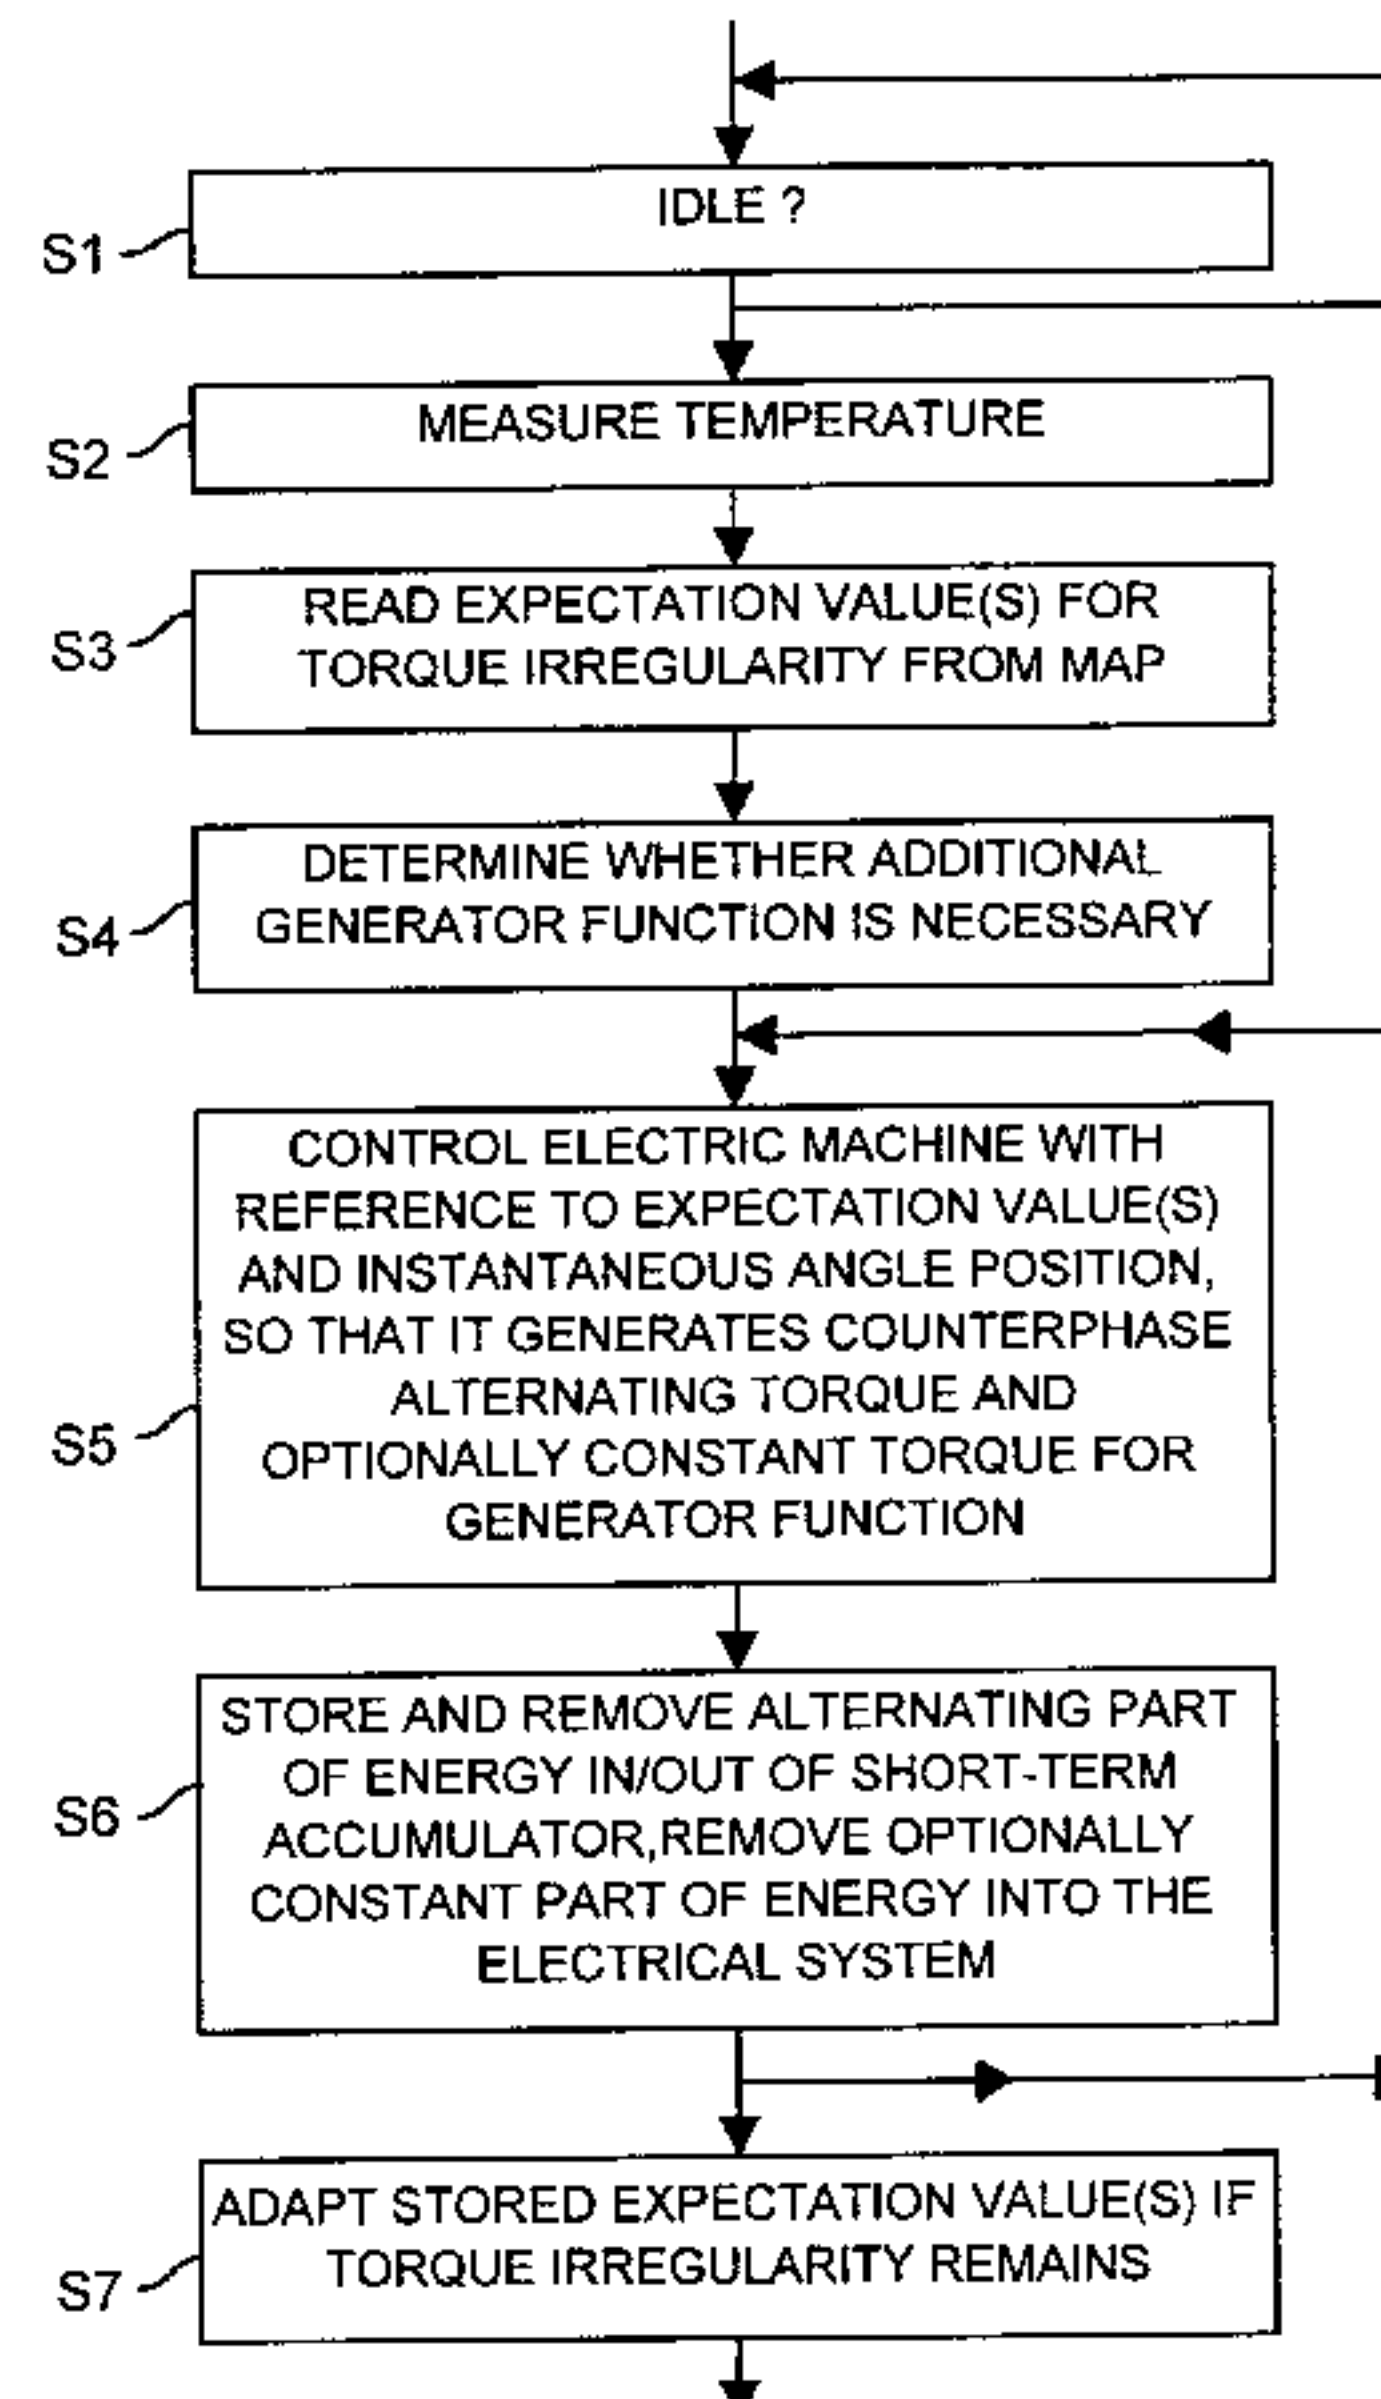 IDLE ?
S1
MEASURE TEMPERATURE
S2
READ EXPECTATION VALUE(S) FOR
TORQUE IRREGULARITY FROM MAP
S3
DETERMINE WHETHER ADDITIONAL
GENERATOR FUNCTION IS NECESSARY
S4
CONTROL ELECTRIC MACHINE WITH
REFERENCE TO EXPECTATION VALUE(S)
AND INSTANTANEOUS ANGLE POSITION,
SO THAT IT GENERATES COUNTERPHASE
ALTERNATING TORQUE AND
OPTIONALLY CONSTANT TORQUE FOR
GENERATOR FUNCTION
S5
STORE AND REMOVE ALTERNATING PART
OF ENERGY IN/OUT OF SHORT-TERM
ACCUMULATOR,REMOVE OPTIONALLY
CONSTANT PART OF ENERGY INTO THE
ELECTRICAL SYSTEM
S6
ADAPT STORED EXPECTATION VALUE(S) IF
TORQUE IRREGULARITY REMAINS
S7